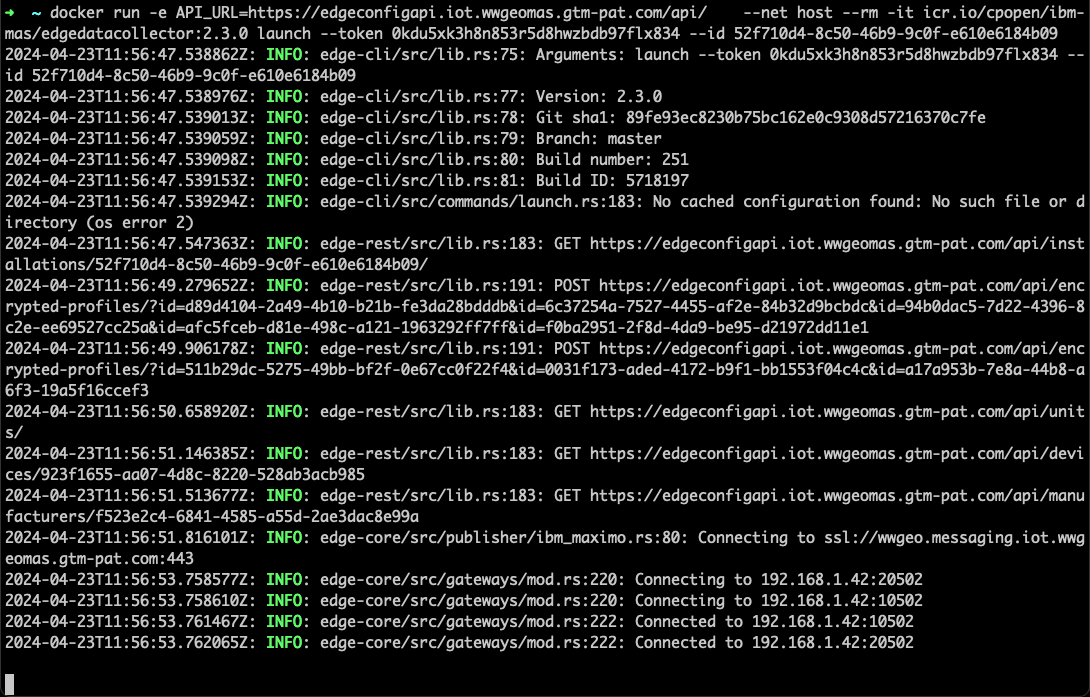 ➜  ~ docker run -e API_URL=https://edgeconfigapi.iot.wwgeomas.gtm-pat.com/api/    --net host --rm -it icr.io/cpopen/ibm-
mas/edgedatacollector:2.3.0 launch --token 0kdu5xk3h8n853r5d8hwzbdb97flx834 --id 52f710d4-8c50-46b9-9c0f-e610e6184b09
2024-04-23T11:56:47.538862Z: INFO: edge-cli/src/lib.rs:75: Arguments: launch --token 0kdu5xk3h8n853r5d8hwzbdb97flx834 --
id 52f710d4-8c50-46b9-9c0f-e610e6184b09
2024-04-23T11:56:47.538976Z: INFO: edge-cli/src/lib.rs:77: Version: 2.3.0
2024-04-23T11:56:47.539013Z: INFO: edge-cli/src/lib.rs:78: Git sha1: 89fe93ec8230b75bc162e0c9308d57216370c7fe
2024-04-23T11:56:47.539059Z: INFO: edge-cli/src/lib.rs:79: Branch: master
2024-04-23T11:56:47.539098Z: INFO: edge-cli/src/lib.rs:80: Build number: 251
2024-04-23T11:56:47.539153Z: INFO: edge-cli/src/lib.rs:81: Build ID: 5718197
2024-04-23T11:56:47.539294Z: INFO: edge-cli/src/commands/launch.rs:183: No cached configuration found: No such file or d
irectory (os error 2)
2024-04-23T11:56:47.547363Z: INFO: edge-rest/src/lib.rs:183: GET https://edgeconfigapi.iot.wwgeomas.gtm-pat.com/api/inst
allations/52f710d4-8c50-46b9-9c0f-e610e6184b09/
2024-04-23T11:56:49.279652Z: INFO: edge-rest/src/lib.rs:191: POST https://edgeconfigapi.iot.wwgeomas.gtm-pat.com/api/enc
rypted-profiles/?id=d89d4104-2a49-4b10-b21b-fe3da28bdddb&id=6c37254a-7527-4455-af2e-84b32d9bcbdc&id=94b0dac5-7d22-4396-8
c2e-ee69527cc25a&id=afc5fceb-d81e-498c-a121-1963292ff7ff&id=f0ba2951-2f8d-4da9-be95-d21972dd11e1
2024-04-23T11:56:49.906178Z: INFO: edge-rest/src/lib.rs:191: POST https://edgeconfigapi.iot.wwgeomas.gtm-pat.com/api/enc
rypted-profiles/?id=511b29dc-5275-49bb-bf2f-0e67cc0f22f4&id=0031f173-aded-4172-b9f1-bb1553f04c4c&id=a17a953b-7e8a-44b8-a
6f3-19a5f16ccef3
2024-04-23T11:56:50.658920Z: INFO: edge-rest/src/lib.rs:183: GET https://edgeconfigapi.iot.wwgeomas.gtm-pat.com/api/unit
s/
2024-04-23T11:56:51.146385Z: INFO: edge-rest/src/lib.rs:183: GET https://edgeconfigapi.iot.wwgeomas.gtm-pat.com/api/devi
ces/923f1655-aa07-4d8c-8220-528ab3acb985
2024-04-23T11:56:51.513677Z: INFO: edge-rest/src/lib.rs:183: GET https://edgeconfigapi.iot.wwgeomas.gtm-pat.com/api/manu
facturers/f523e2c4-6841-4585-a55d-2ae3dac8e99a
2024-04-23T11:56:51.816101Z: INFO: edge-core/src/publisher/ibm_maximo.rs:80: Connecting to ssl://wwgeo.messaging.iot.wwg
eomas.gtm-pat.com:443
2024-04-23T11:56:53.758577Z: INFO: edge-core/src/gateways/mod.rs:220: Connecting to 192.168.1.42:20502
2024-04-23T11:56:53.758610Z: INFO: edge-core/src/gateways/mod.rs:220: Connecting to 192.168.1.42:10502
2024-04-23T11:56:53.761467Z: INFO: edge-core/src/gateways/mod.rs:222: Connected to 192.168.1.42:10502
2024-04-23T11:56:53.762065Z: INFO: edge-core/src/gateways/mod.rs:222: Connected to 192.168.1.42:20502